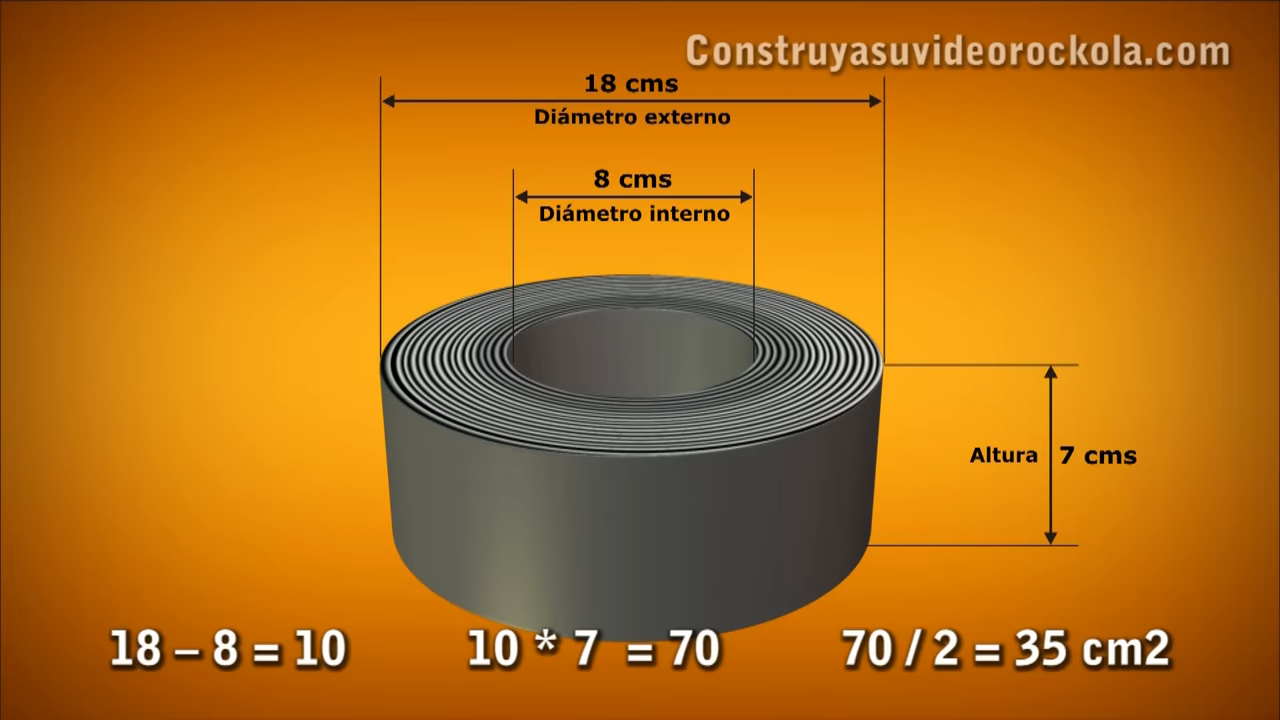 Construyasuvideorockola.com
18 cms
Diámetro externo
8 cms
Diámetro interno
Altura 7 cms
18 – 8 = 10 10 * 7 = 70 70 / 2 = 35 cm2